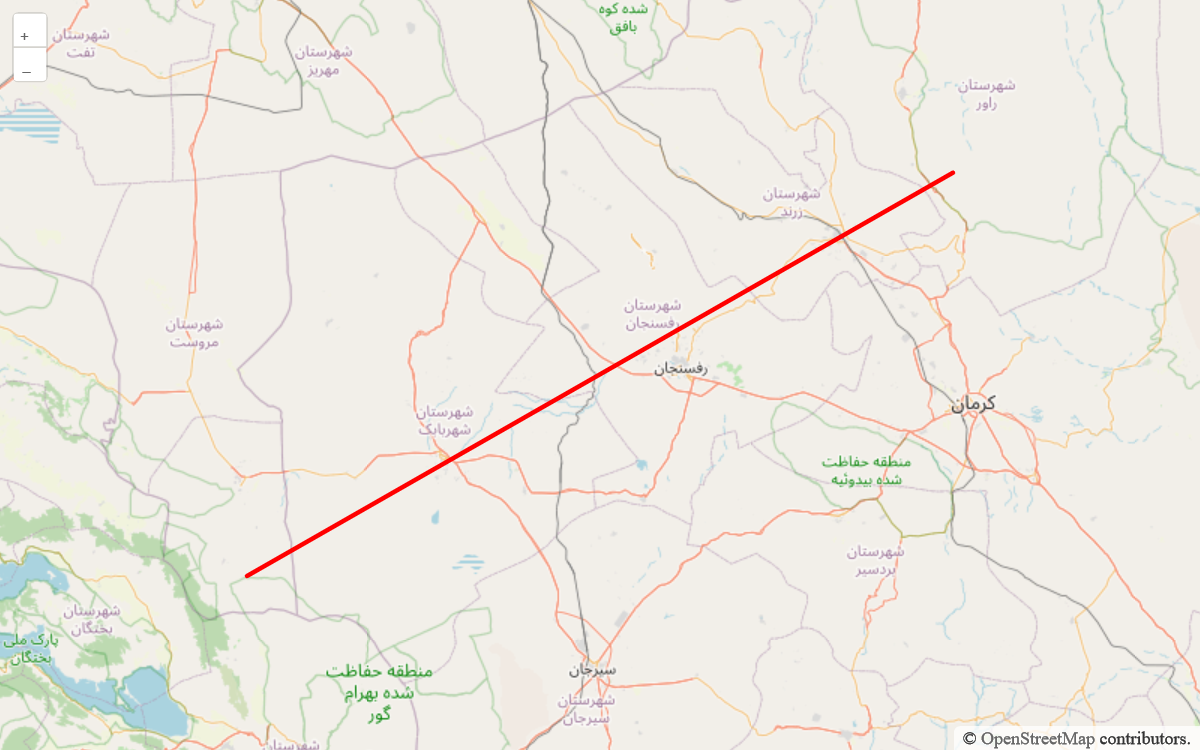 شده کوه
بافق
+
–
شهرستان
تفت
شهرستان
مهریز
شهرستان
راور
شهرستان
زرند
شهرستان
رفسنجان
شهرستان
مروست
رفسنجان
کرمان
شهرستان
شهربابک
منطقه حفاظت
شده بیدوئیه
شهرستان
بردسیر
شهرستان
بختگان
پارک ملی
بختگان
منطقه حفاظت
شده بهرام
گور
سیرجان
شهرستان
سیرجان
شهرستان
© OpenStreetMap contributors.